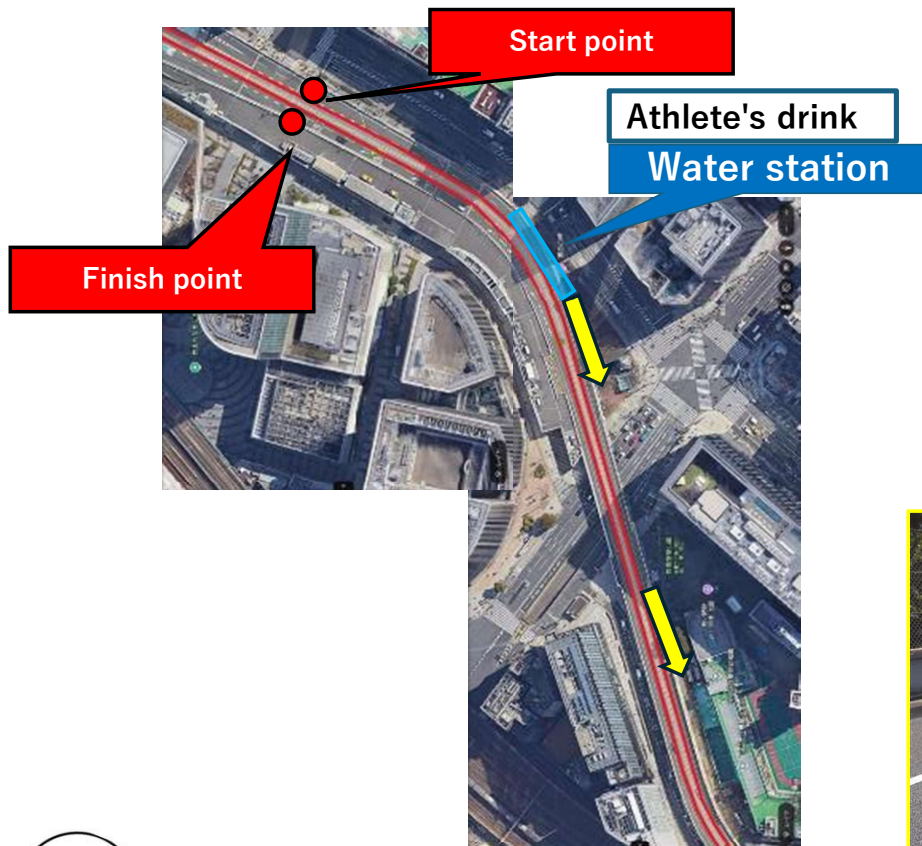 Start point
Athlete's drink
Water station
Finish point